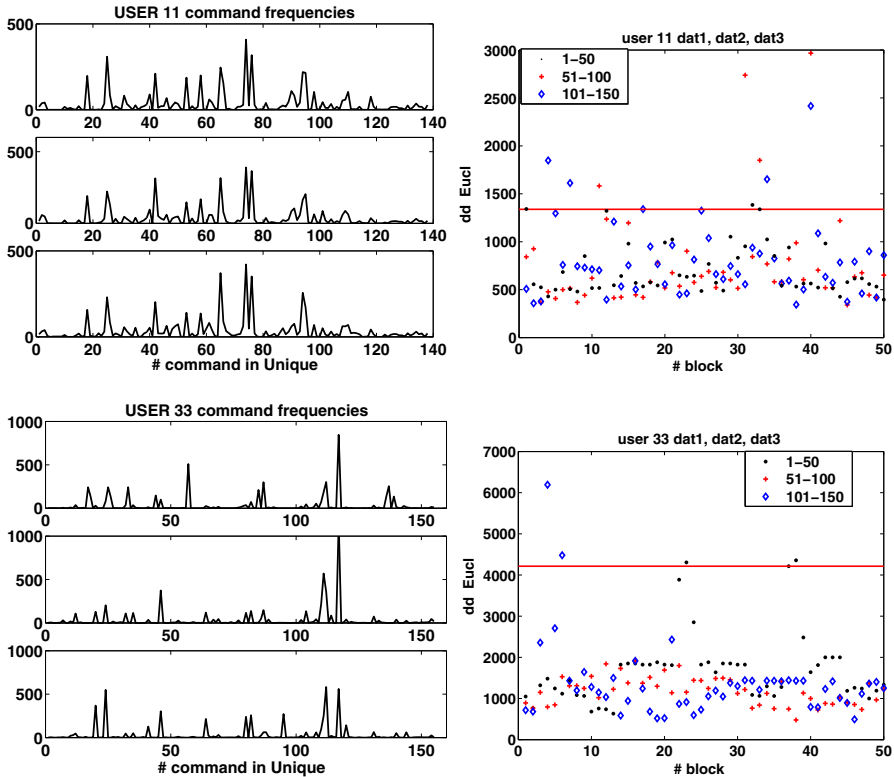 USER 11 command frequencies
500
0
0 20 40 60 80 100 120 140
500
0
0 20 40 60 80 100 120 140
500
0
0 20 40 60 80 100 120 140
# command in Unique
user 11 dat1, dat2, dat3
1−50
51−100
101−150
3000
2500
2000
1500
1000
500
0
dd Eucl
0 10 20 30 40 50
# block
USER 33 command frequencies
1000
500
0
0 50 100 150
1000
500
0
0 50 100 150
1000
500
0
0 50 100 150
# command in Unique
user 33 dat1, dat2, dat3
1−50
51−100
101−150
7000
6000
5000
4000
3000
2000
1000
0
dd Eucl
0 10 20 30 40 50
# block